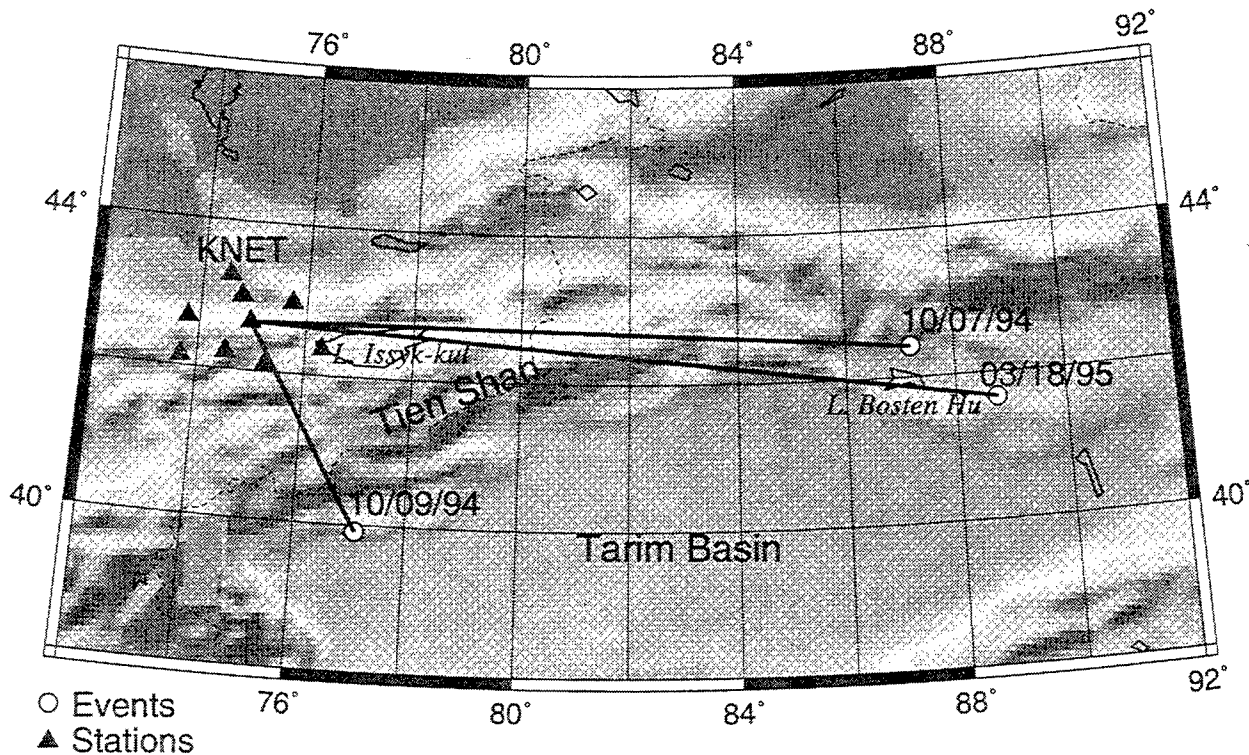 76° 80° 84° 88° 92°
44° 44°
KNET
10/07/94
L. Issyk-kul
03/18/95
Tien Shan
L. Bosten Hu
40° 40°
10/09/94
Tarim Basin
76° 80° 84° 88° 92°
Events
Stations